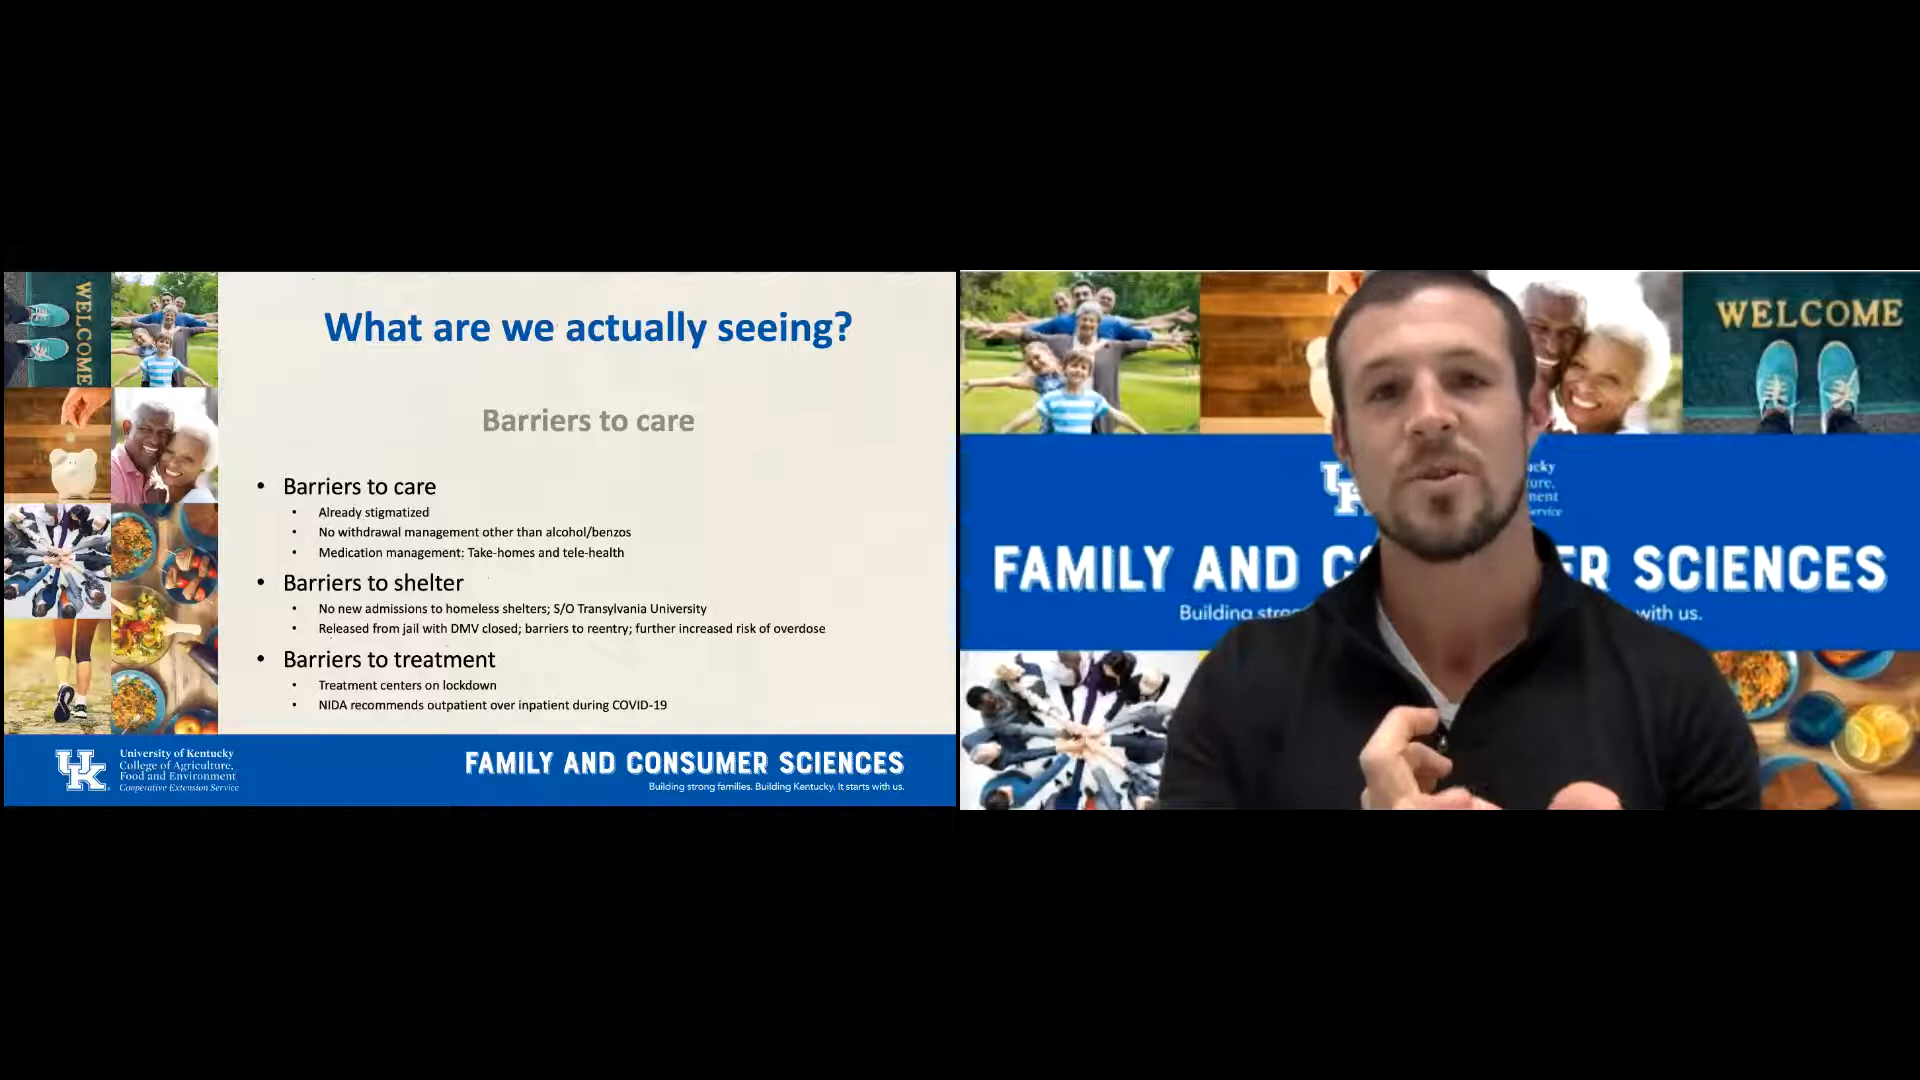 WELCOME
What are we actually seeing?
Barriers to care
• Barriers to care
• Already stigmatized
• No withdrawal management other than alcohol/benzos
• Medication management: Take-homes and tele-health
• Barriers to shelter
• No new admissions to homeless shelters; S/O Transylvania University
• Released from jail with DMV closed; barriers to reentry; further increased risk of overdose
• Barriers to treatment
• Treatment centers on lockdown
• NIDA recommends outpatient over inpatient during COVID-19
UK
University of Kentucky
College of Agriculture,
Food and Environment
Cooperative Extension Service
FAMILY AND CONSUMER SCIENCES
Building strong families. Building Kentucky. It starts with us.
WELCOME
FAMILY AND SCIENCES
Building with us.